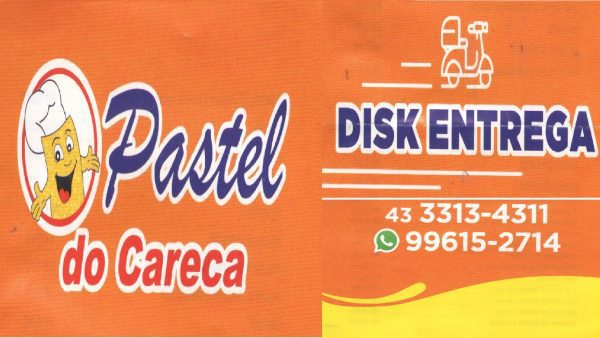 Pastel
do Careca
DISK ENTREGA
43 3313-4311
99615-2714